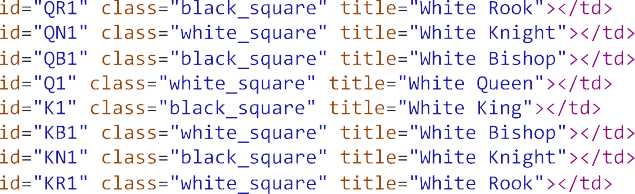 id="QR1" class="black_square" title="White Rook"></td>
id="QN1" class="white_square" title="White Knight"></td>
id="QB1" class="black_square" title="White Bishop"></td>
id="Q1" class="white_square" title="White Queen"></td>
id="K1" class="black_square" title="White King"></td>
id="KB1" class="white_square" title="White Bishop"></td>
id="KN1" class="black_square" title="White Knight"></td>
id="KR1" class="white_square" title="White Rook"></td>